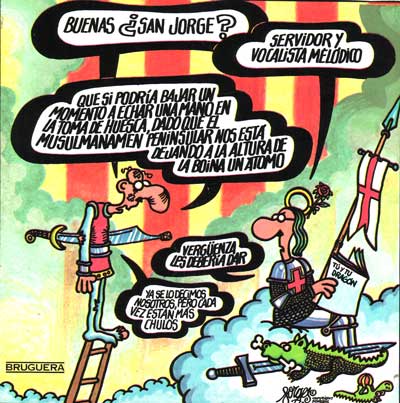 BUENAS ¿SAN JORGE?
SERVIDOR Y
VOCALISTA MELÓDICO
QUE SI PODRÍA BAJAR UN
MOMENTO A ECHAR UNA MANO EN
LA TOMA DE HUESCA, DADO QUE EL
MUSULMANAMEN PENINSULAR NOS ESTÁ
DEJANDO A LA ALTURA DE
LA BOINA UN ÁTOMO
VERGÜENZA
LES DEBERÍA DAR
YA SE LO DECIMOS
NOSOTROS, PERO CADA
VEZ ESTÁN MÁS
CHULOS
TÚ Y TU
DRAGÓN
BRUGUERA
Forges